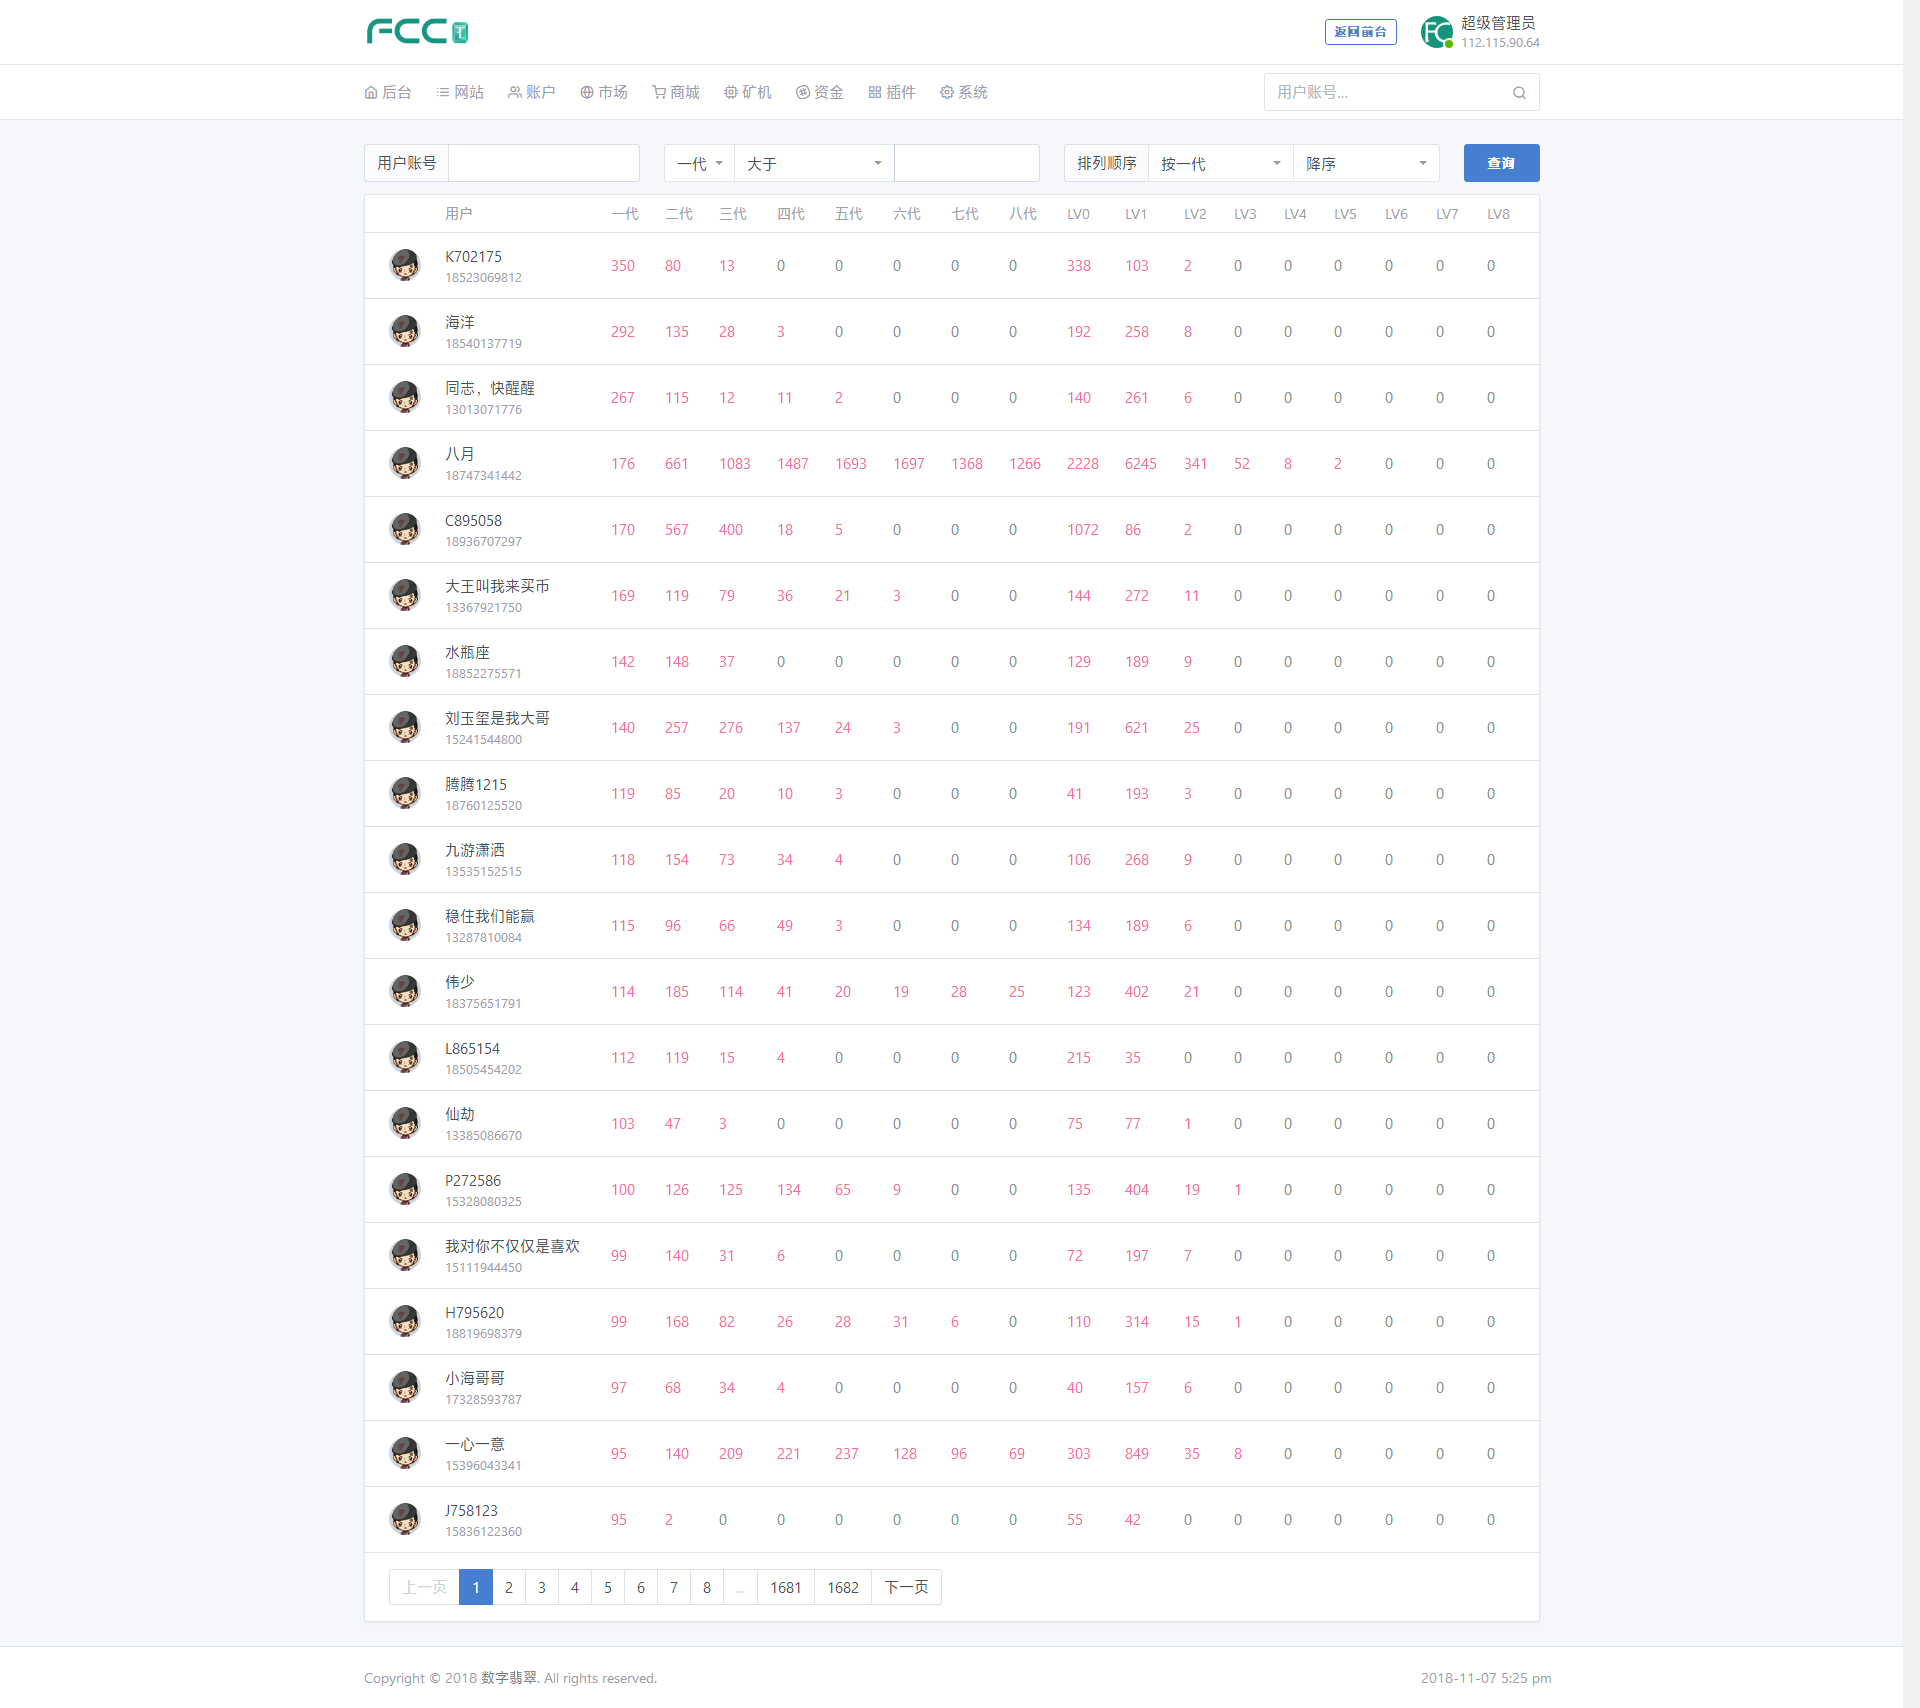 FCC
返回前台
超级管理员
112.115.90.64
后台 网站 账户 市场 商城 矿机 资金 插件 系统 用户账号...
用户账号 一代 大于 排列顺序 按一代 降序 查询
用户 一代 二代 三代 四代 五代 六代 七代 八代 LV0 LV1 LV2 LV3 LV4 LV5 LV6 LV7 LV8
K702175
18523069812
350 80 13 0 0 0 0 0 338 103 2 0 0 0 0 0 0
海洋
18540137719
292 135 28 3 0 0 0 0 192 258 8 0 0 0 0 0 0
同志，快醒醒
13013071776
267 115 12 11 2 0 0 0 140 261 6 0 0 0 0 0 0
八月
18747341442
176 661 1083 1487 1693 1697 1368 1266 2228 6245 341 52 8 2 0 0 0
C895058
18936707297
170 567 400 18 5 0 0 0 1072 86 2 0 0 0 0 0 0
大王叫我来买币
13367921750
169 119 79 36 21 3 0 0 144 272 11 0 0 0 0 0 0
水瓶座
18852275571
142 148 37 0 0 0 0 0 129 189 9 0 0 0 0 0 0
刘玉玺是我大哥
15241544800
140 257 276 137 24 3 0 0 191 621 25 0 0 0 0 0 0
腾腾1215
18760125520
119 85 20 10 3 0 0 0 41 193 3 0 0 0 0 0 0
九游潇洒
13535152515
118 154 73 34 4 0 0 0 106 268 9 0 0 0 0 0 0
稳住我们能赢
13287810084
115 96 66 49 3 0 0 0 134 189 6 0 0 0 0 0 0
伟少
18375651791
114 185 114 41 20 19 28 25 123 402 21 0 0 0 0 0 0
L865154
18505454202
112 119 15 4 0 0 0 0 215 35 0 0 0 0 0 0 0
仙劫
13385086670
103 47 3 0 0 0 0 0 75 77 1 0 0 0 0 0 0
P272586
15328080325
100 126 125 134 65 9 0 0 135 404 19 1 0 0 0 0 0
我对你不仅仅是喜欢
15111944450
99 140 31 6 0 0 0 0 72 197 7 0 0 0 0 0 0
H795620
18819698379
99 168 82 26 28 31 6 0 110 314 15 1 0 0 0 0 0
小海哥哥
17328593787
97 68 34 4 0 0 0 0 40 157 6 0 0 0 0 0 0
一心一意
15396043341
95 140 209 221 237 128 96 69 303 849 35 8 0 0 0 0 0
J758123
15836122360
95 2 0 0 0 0 0 0 55 42 0 0 0 0 0 0 0
上一页 1 2 3 4 5 6 7 8 ... 1681 1682 下一页
Copyright © 2018 数字翡翠. All rights reserved. 2018-11-07 5:25 pm